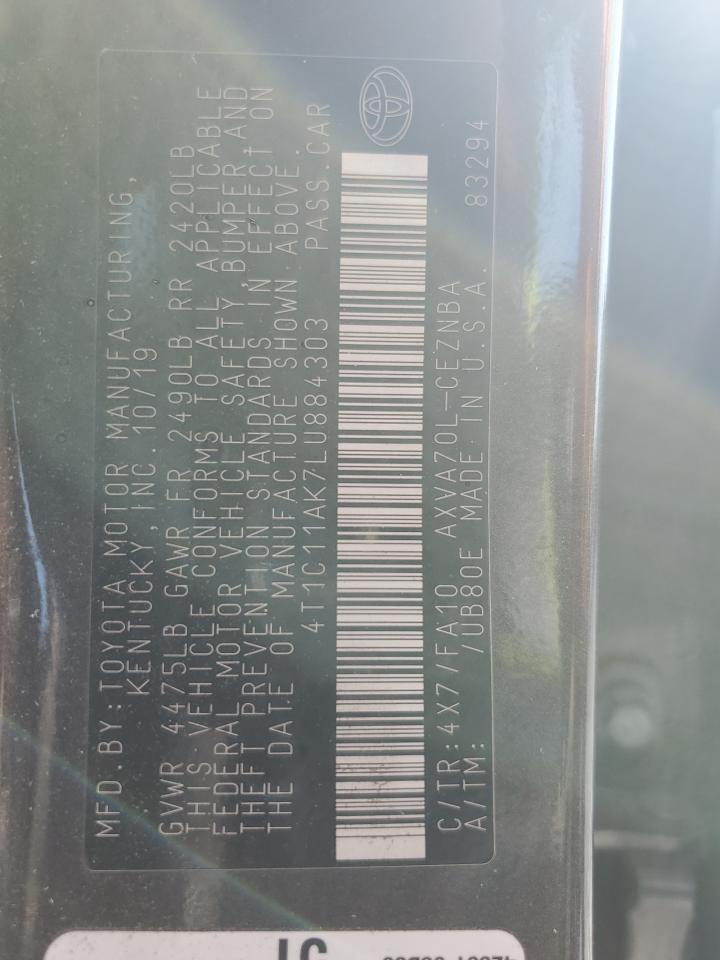 MFD.BY:TOYOTA MOTOR MANUFACTURING,
KENTUCKY,INC. 10/19
GVWR 4475LB GAWR FR 2490LB RR 2420LB
THIS VEHICLE CONFORMS TO ALL APPLICABLE
FEDERAL MOTOR VEHICLE SAFETY, BUMPER,AND
THEFT PREVENTION STANDARDS IN EFFECT ON
THE DATE OF MANUFACTURE SHOWN ABOVE.
4T1C11AK7LU884303 PASS.CAR
C/TR:4X7/FA10 AXVA70L-CEZNBA
A/TM: /UB80E MADE IN U.S.A. 83294